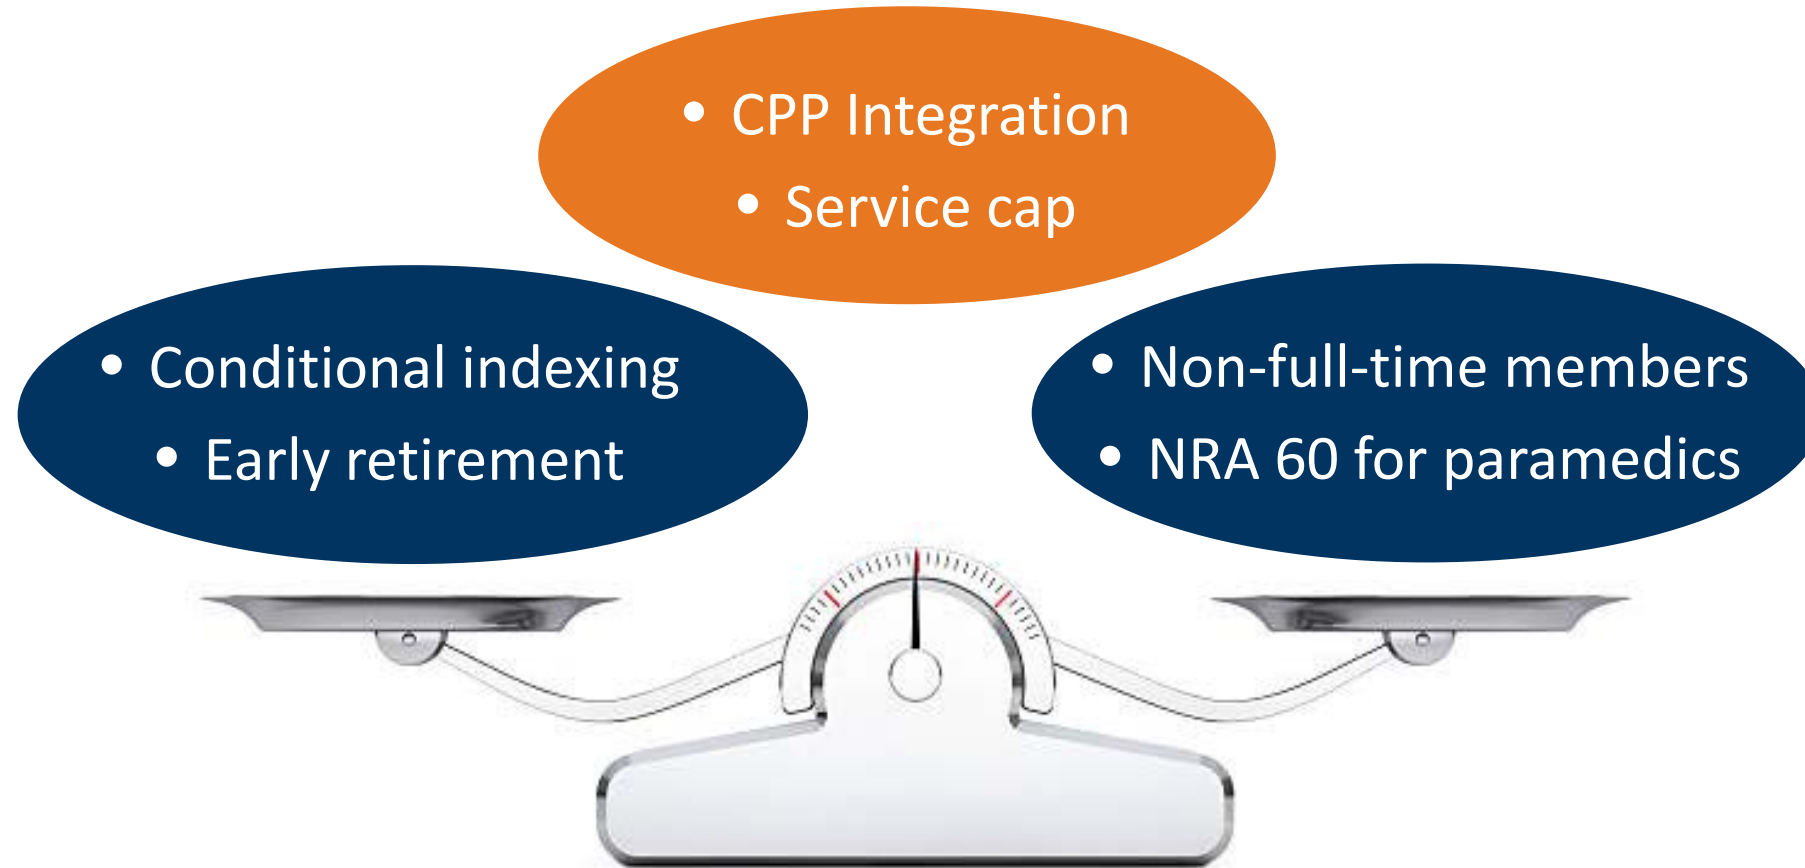 • CPP Integration
• Service cap
• Conditional indexing
• Early retirement
• Non-full-time members
• NRA 60 for paramedics